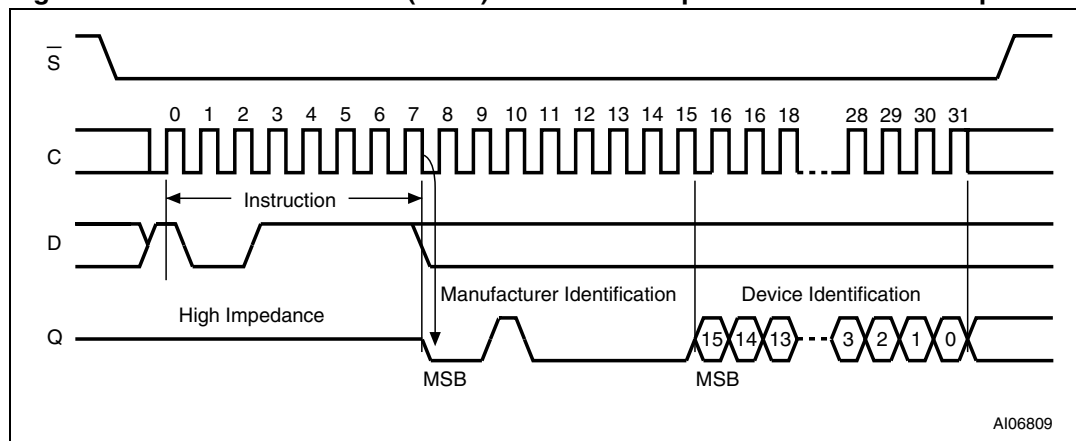 S
0 1 2 3 4 5 6 7 8 9 10 11 12 13 14 15 16 16 18 28 29 30 31
C
Instruction
D
Manufacturer Identification Device Identification
High Impedance
Q 15 14 13 3 2 1 0
MSB MSB
AI06809